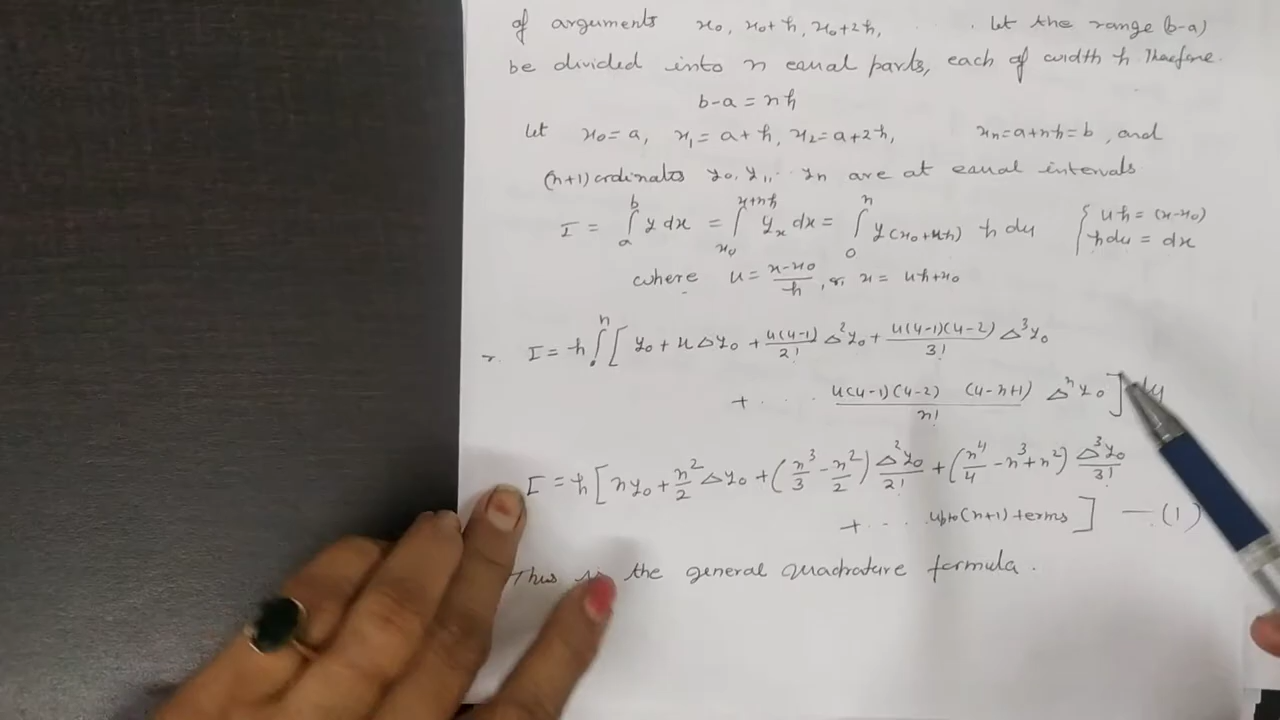 of arguments x₀, x₀+h, x₀+2h, . . Let the range (b-a)
be divided into n equal parts, each of width h Therefore.
b-a = nh
Let x₀=a, x₁=a+h, x₂=a+2h, xₙ=a+nh=b, and
(n+1) ordinates y₀, y₁, .. yₙ are at equal intervals
I = ∫ₐᵇ y dx = ∫ₓ₀ˣ⁺ⁿʰ yₓ dx = ∫₀ⁿ y(x₀+uh) h du { uh = (x-x₀)
h du = dx
where u = (x-x₀)/h, or, x = uh+x₀
I = h ∫₀ⁿ [ y₀ + uΔy₀ + u(u-1)/2! Δ²y₀ + u(u-1)(u-2)/3! Δ³y₀
+ . . . u(u-1)(u-2) (u-n+1)/n! Δⁿy₀ ] du
I = h [ ny₀ + n²/2 Δy₀ + (n³/3 - n²/2) Δ²y₀/2! + (n⁴/4 - n³ + n²) Δ³y₀/3!
+ - . . upto (n+1) terms ] — (1)
the general quadrature formula.